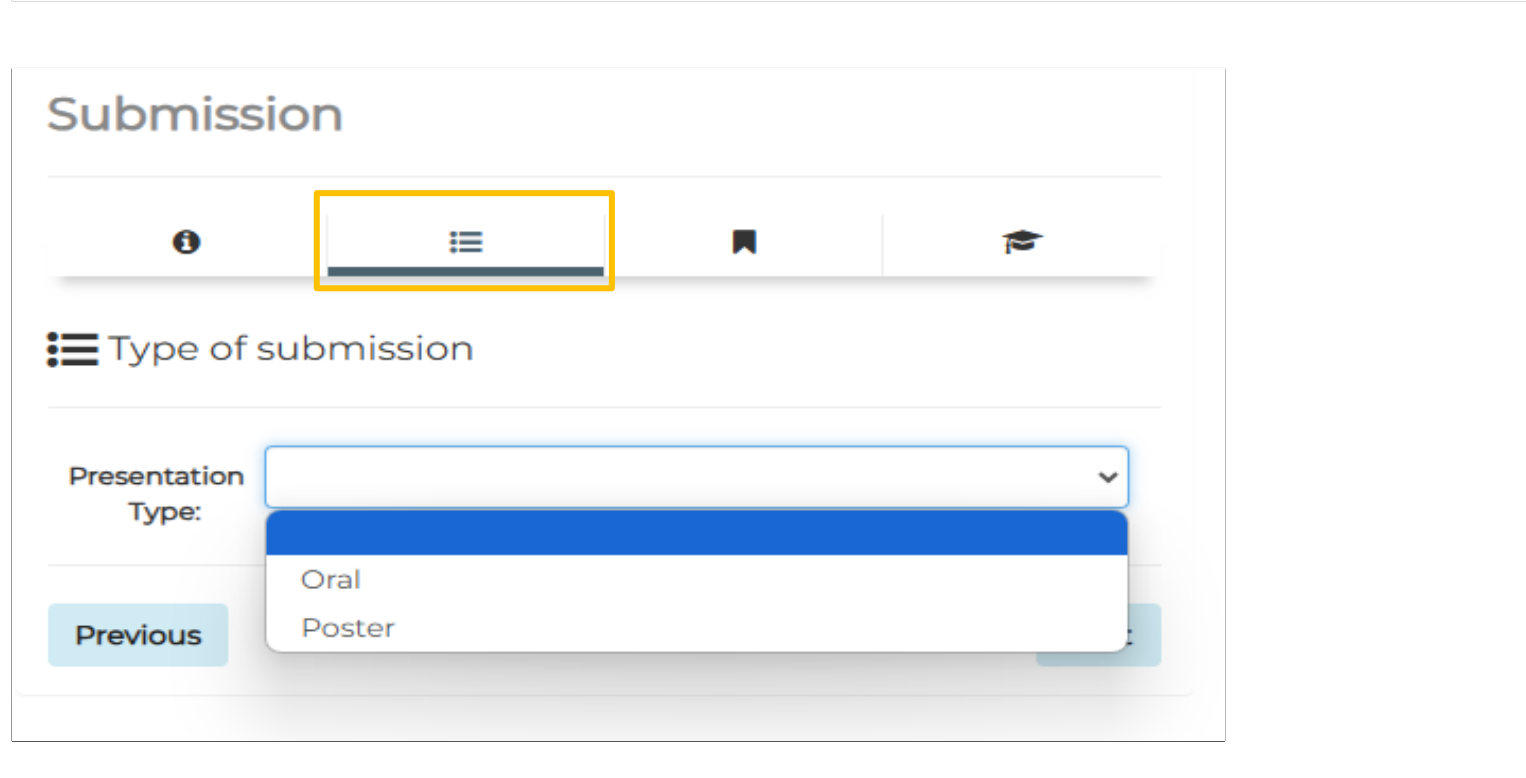 Submission
Type of submission
Presentation
Type:
Oral
Poster
Previous